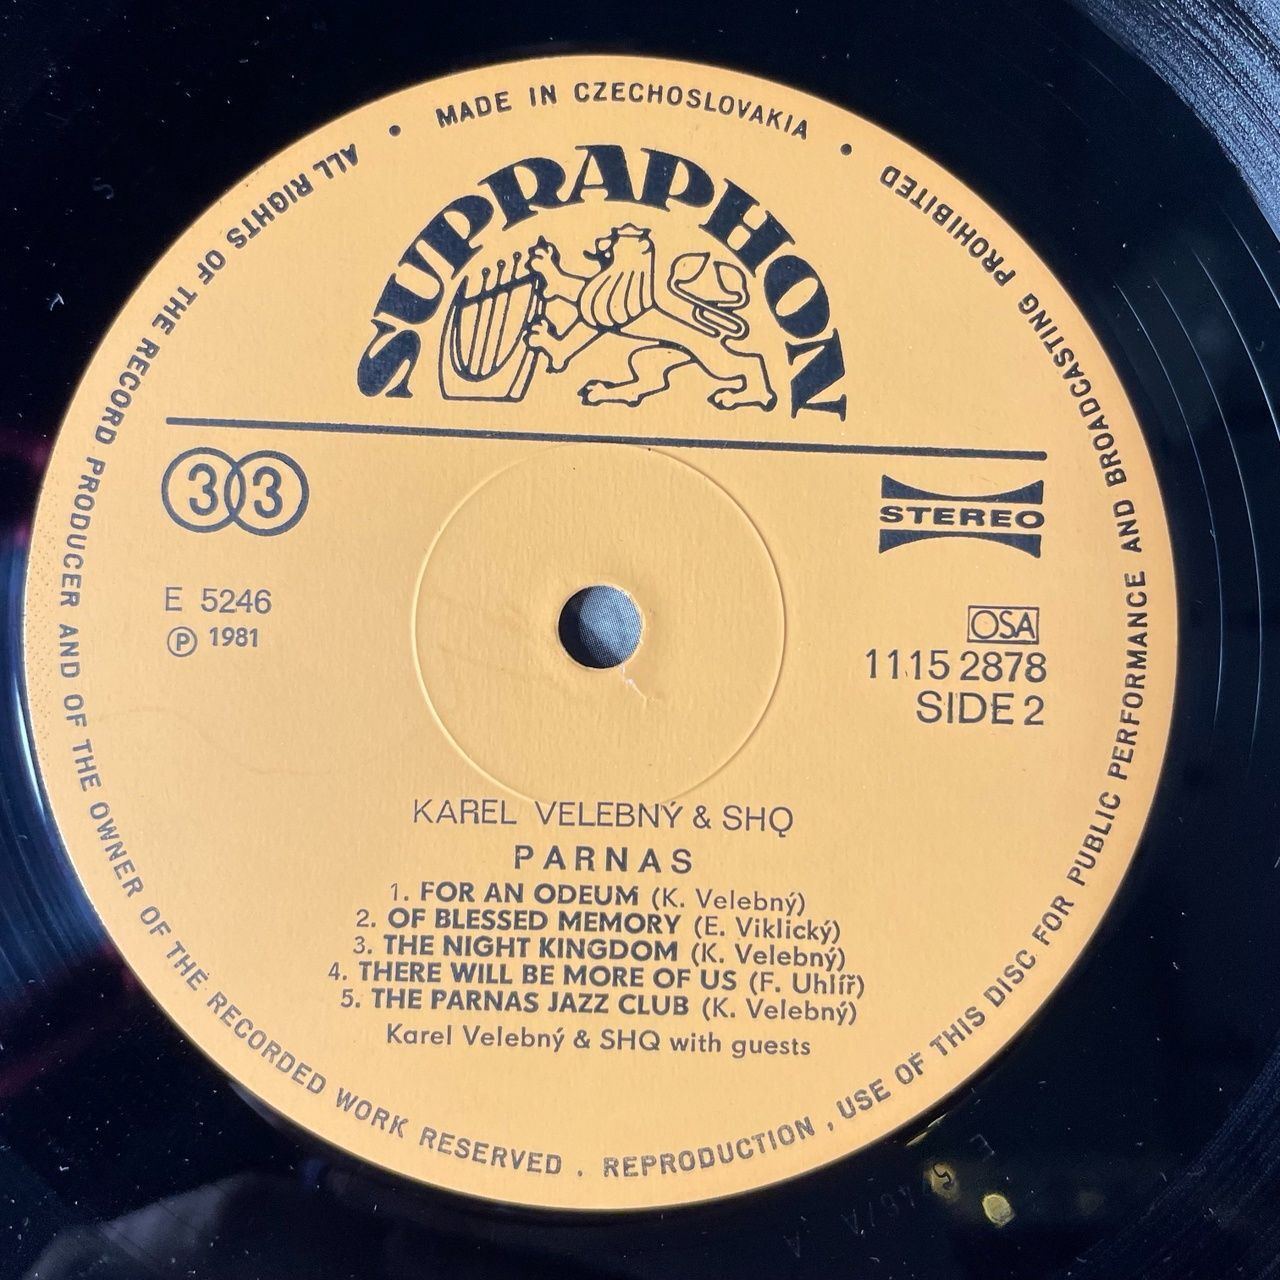 MADE IN CZECHOSLOVAKIA
ALL RIGHTS OF THE RECORD PRODUCER AND OF THE OWNER OF THE RECORDED WORK RESERVED . REPRODUCTION , USE OF THIS DISC FOR PUBLIC PERFORMANCE AND BROADCASTING PROHIBITED
SUPRAPHON
33
STEREO
E 5246
℗ 1981
OSA
1115 2878
SIDE 2
KAREL VELEBNÝ & SHQ
PARNAS
1. FOR AN ODEUM (K. Velebný)
2. OF BLESSED MEMORY (E. Viklický)
3. THE NIGHT KINGDOM (K. Velebný)
4. THERE WILL BE MORE OF US (F. Uhlíř)
5. THE PARNAS JAZZ CLUB (K. Velebný)
Karel Velebný & SHQ with guests